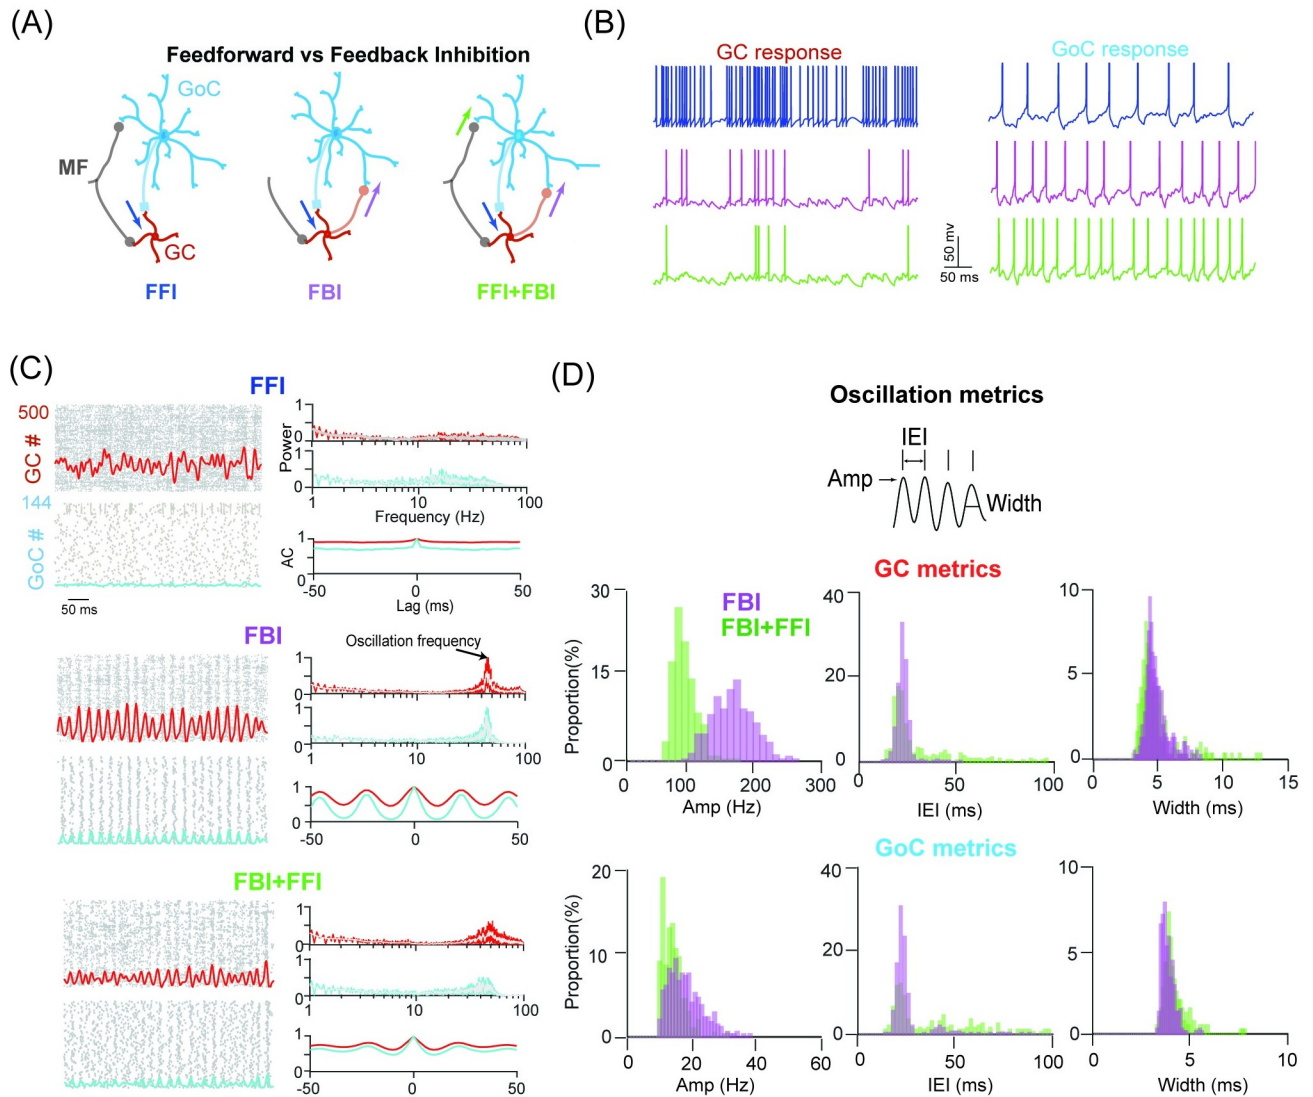 (A)
Feedforward vs Feedback Inhibition
GoC
MF
GC
FFI
FBI
FFI+FBI
(B)
GC response
GoC response
50 mv
50 ms
(C)
FFI
500
GC #
144
GoC #
50 ms
1
0
Power
1
0
1
10
100
Frequency (Hz)
1
0
AC
-50
0
50
Lag (ms)
FBI
Oscillation frequency
1
0
1
0
1
10
100
1
0
-50
0
50
FBI+FFI
1
0
1
0
1
10
100
1
0
-50
0
50
(D)
Oscillation metrics
IEI
Amp
Width
GC metrics
FBI
FBI+FFI
30
15
0
Proportion(%)
0
100
200
300
Amp (Hz)
40
20
0
0
50
100
IEI (ms)
10
5
0
0
5
10
15
Width (ms)
GoC metrics
20
10
0
Proportion(%)
0
20
40
60
Amp (Hz)
40
20
0
0
50
100
IEI (ms)
10
5
0
0
5
10
Width (ms)